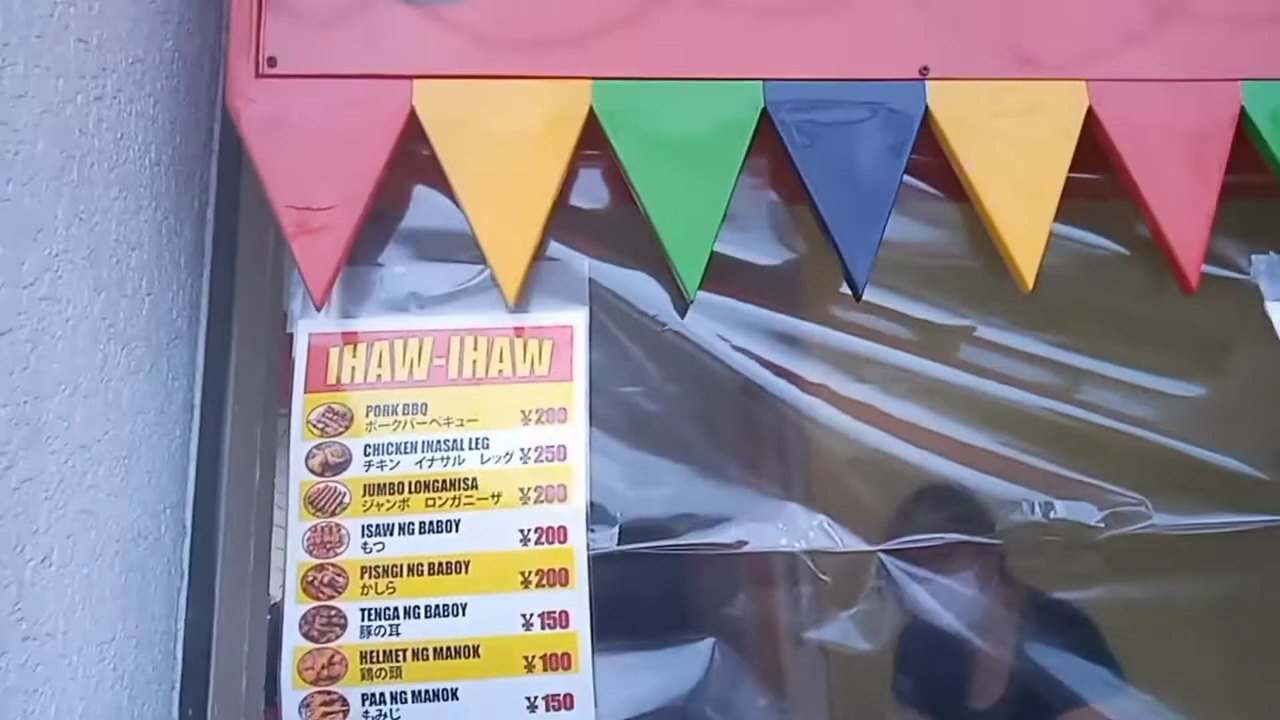 IHAW-IHAW
PORK BBQ ¥200
ポークバーベキュー
CHICKEN INASAL LEG ¥250
チキン イナサル レッグ
JUMBO LONGANISA ¥200
ジャンボ ロンガニーザ
ISAW NG BABOY ¥200
もつ
PISNGI NG BABOY ¥200
かしら
TENGA NG BABOY ¥150
豚の耳
HELMET NG MANOK ¥100
鶏の頭
PAA NG MANOK ¥150
もみじ